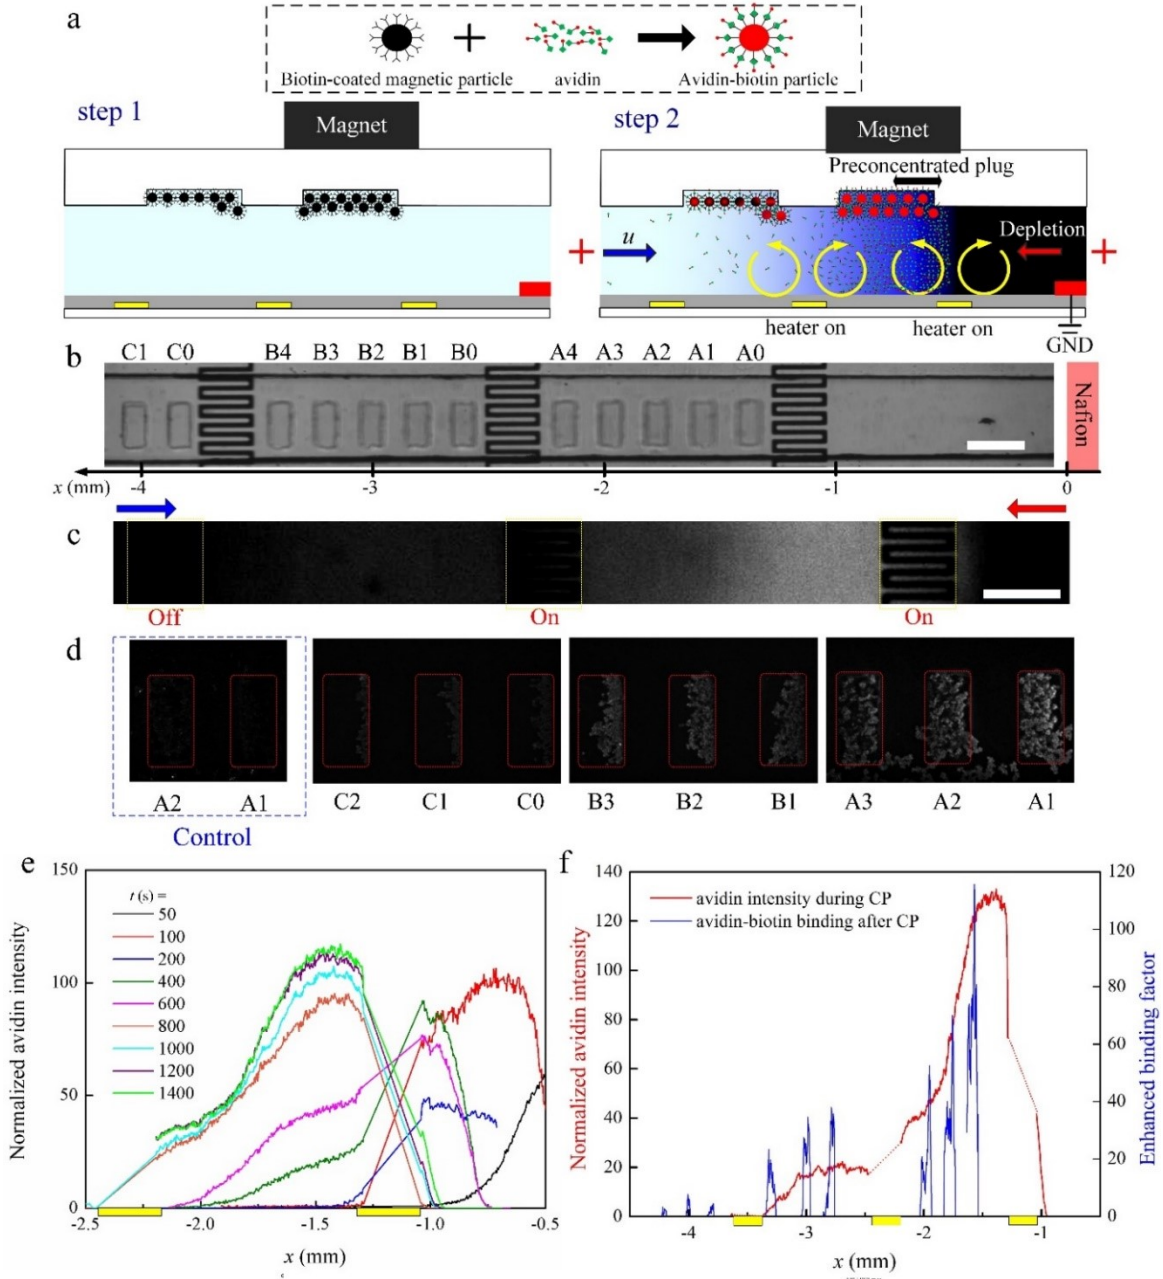 a
Biotin-coated magnetic particle
avidin
Avidin-biotin particle
step 1
Magnet
step 2
Magnet
Preconcentrated plug
u
Depletion
+
+
heater on
heater on
GND
b
C1 C0 B4 B3 B2 B1 B0 A4 A3 A2 A1 A0
Nafion
x (mm) -4 -3 -2 -1 0
c
Off On On
d
A2 A1 C2 C1 C0 B3 B2 B1 A3 A2 A1
Control
e
Normalized avidin intensity
150
100
50
0
t (s) =
50
100
200
400
600
800
1000
1200
1400
-2.5 -2.0 -1.5 -1.0 -0.5
x (mm)
f
Normalized avidin intensity
140
120
100
80
60
40
20
0
avidin intensity during CP
avidin-biotin binding after CP
120
100
80
60
40
20
0
Enhanced binding factor
-4 -3 -2 -1
x (mm)